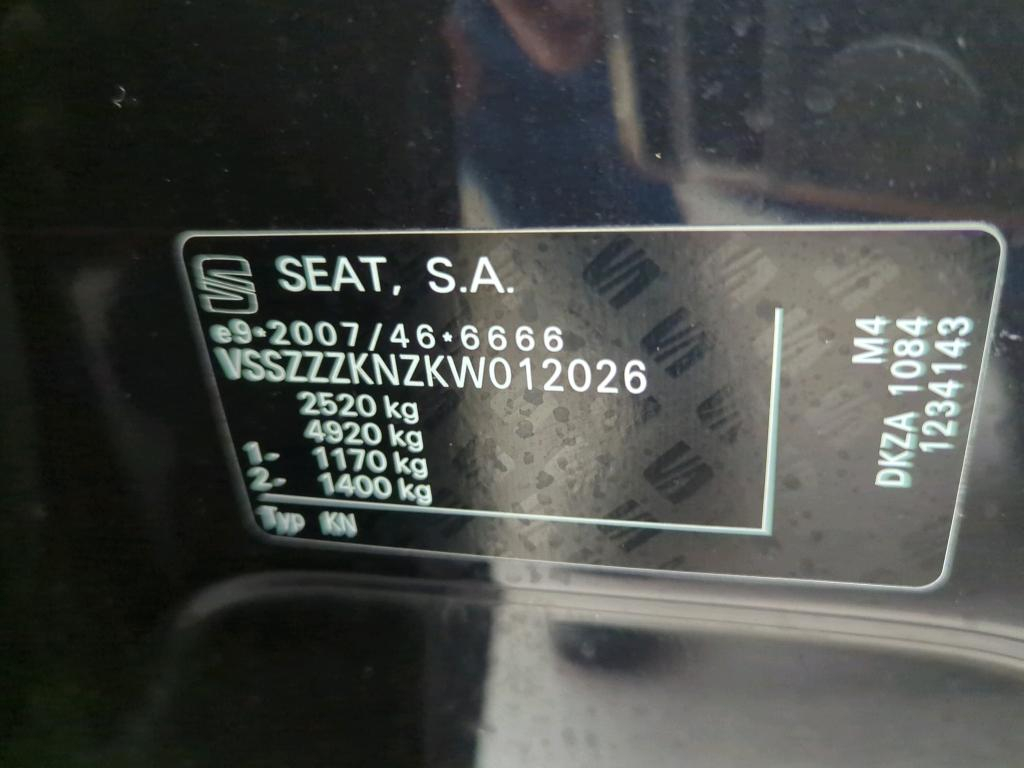 SEAT, S.A.
e9*2007/46*6666
VSSZZZKNZKW012026
2520 kg
4920 kg
1- 1170 kg
2- 1400 kg
Typ KN
M4
DKZA 1084
1234143